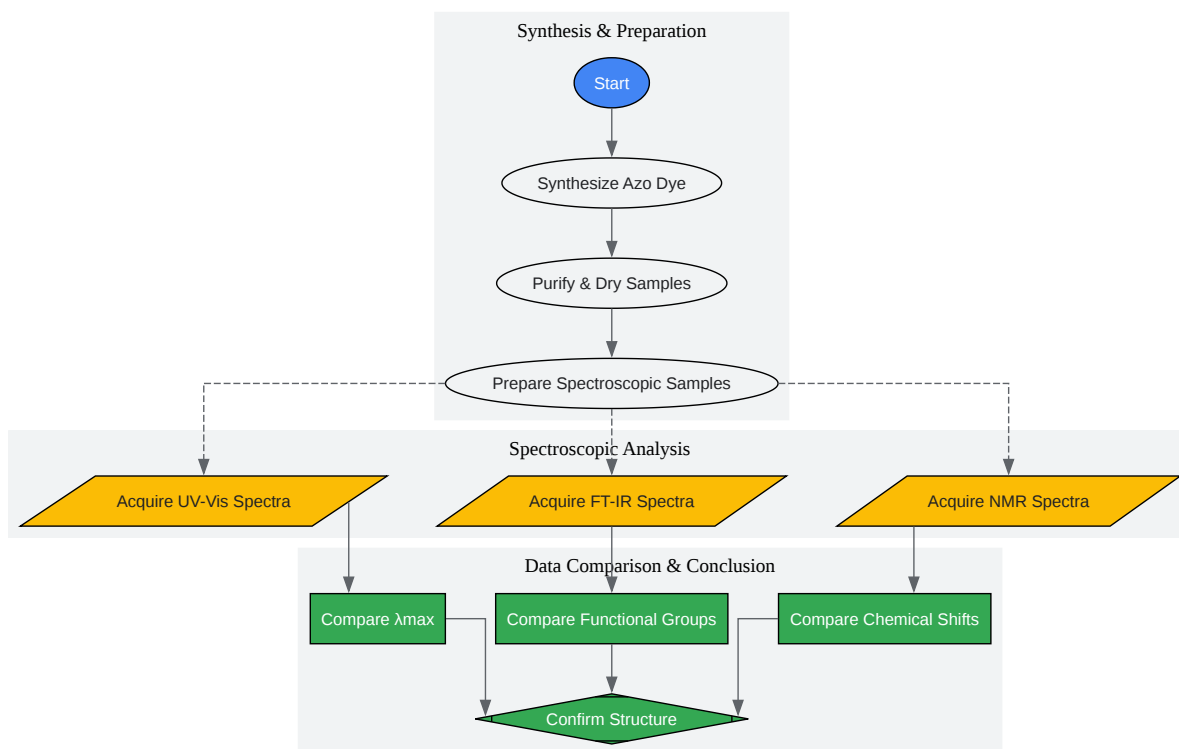 Synthesis & Preparation
Start
Synthesize Azo Dye
Purify & Dry Samples
Prepare Spectroscopic Samples
Spectroscopic Analysis
Acquire UV-Vis Spectra
Acquire FT-IR Spectra
Acquire NMR Spectra
Data Comparison & Conclusion
Compare λmax
Compare Functional Groups
Compare Chemical Shifts
Confirm Structure